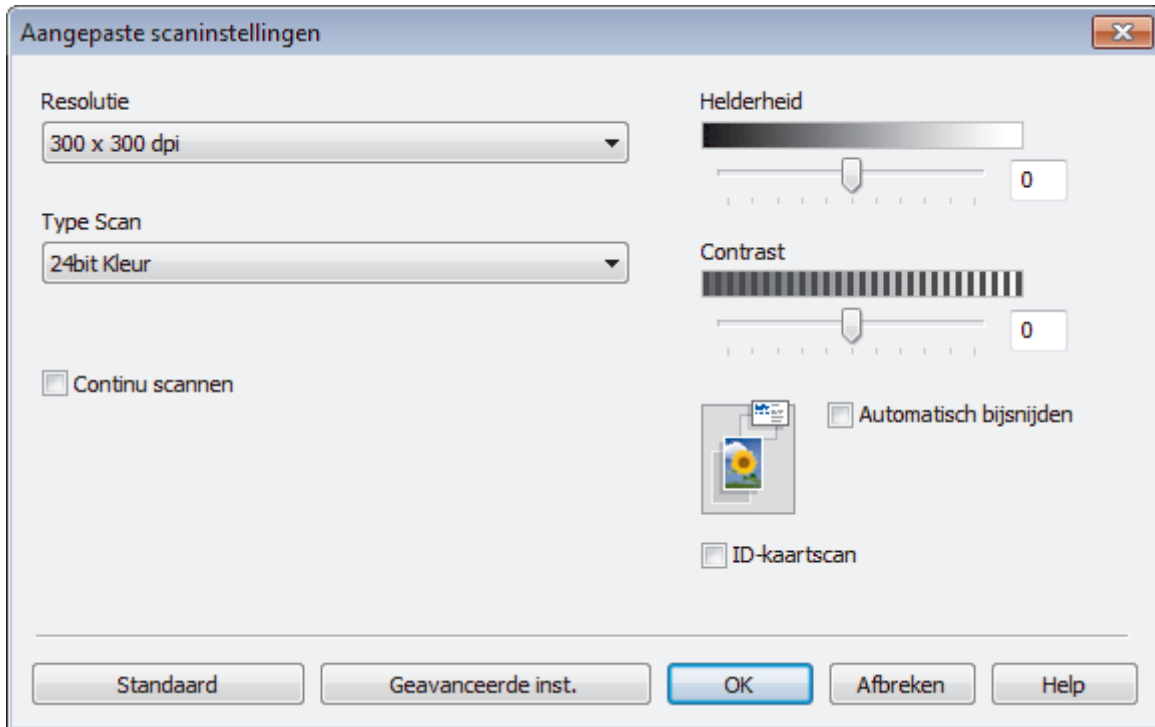 Aangepaste scaninstellingen
Resolutie
300 x 300 dpi
Type Scan
24bit Kleur
Continu scannen
Helderheid
0
Contrast
0
Automatisch bijsnijden
ID-kaartscan
Standaard
Geavanceerde inst.
OK
Afbreken
Help